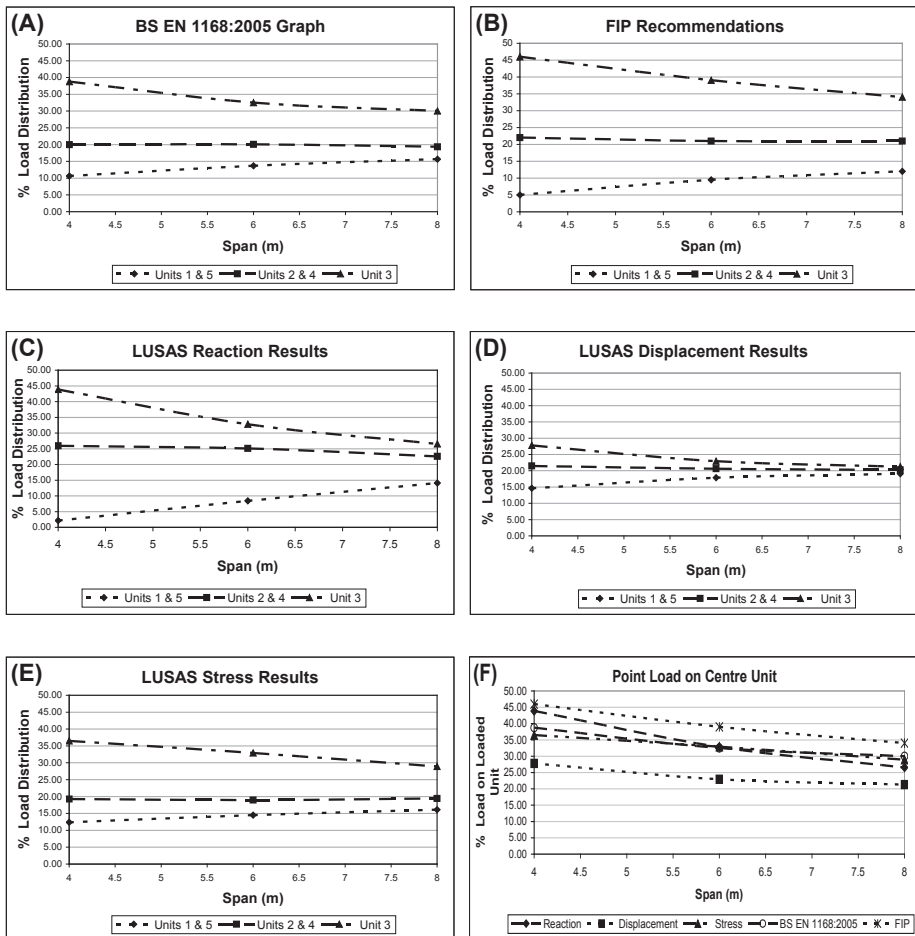 (A)
BS EN 1168:2005 Graph
% Load Distribution
50.00
45.00
40.00
35.00
30.00
25.00
20.00
15.00
10.00
5.00
0.00
4 4.5 5 5.5 6 6.5 7 7.5 8
Span (m)
Units 1 & 5 Units 2 & 4 Unit 3
(B)
FIP Recommendations
% Load Distribution
50
45
40
35
30
25
20
15
10
5
0
4 4.5 5 5.5 6 6.5 7 7.5 8
Span (m)
Units 1 & 5 Units 2 & 4 Unit 3
(C)
LUSAS Reaction Results
% Load Distribution
50.00
45.00
40.00
35.00
30.00
25.00
20.00
15.00
10.00
5.00
0.00
4 4.5 5 5.5 6 6.5 7 7.5 8
Span (m)
Units 1 & 5 Units 2 & 4 Unit 3
(D)
LUSAS Displacement Results
% Load Distribution
50.00
45.00
40.00
35.00
30.00
25.00
20.00
15.00
10.00
5.00
0.00
4 4.5 5 5.5 6 6.5 7 7.5 8
Span (m)
Units 1 & 5 Units 2 & 4 Unit 3
(E)
LUSAS Stress Results
% Load Distribution
50.00
45.00
40.00
35.00
30.00
25.00
20.00
15.00
10.00
5.00
0.00
4 4.5 5 5.5 6 6.5 7 7.5 8
Span (m)
Units 1 & 5 Units 2 & 4 Unit 3
(F)
Point Load on Centre Unit
% Load on Loaded
Unit
50.00
45.00
40.00
35.00
30.00
25.00
20.00
15.00
10.00
5.00
0.00
4 4.5 5 5.5 6 6.5 7 7.5 8
Span (m)
Reaction Displacement Stress BS EN 1168:2005 FIP